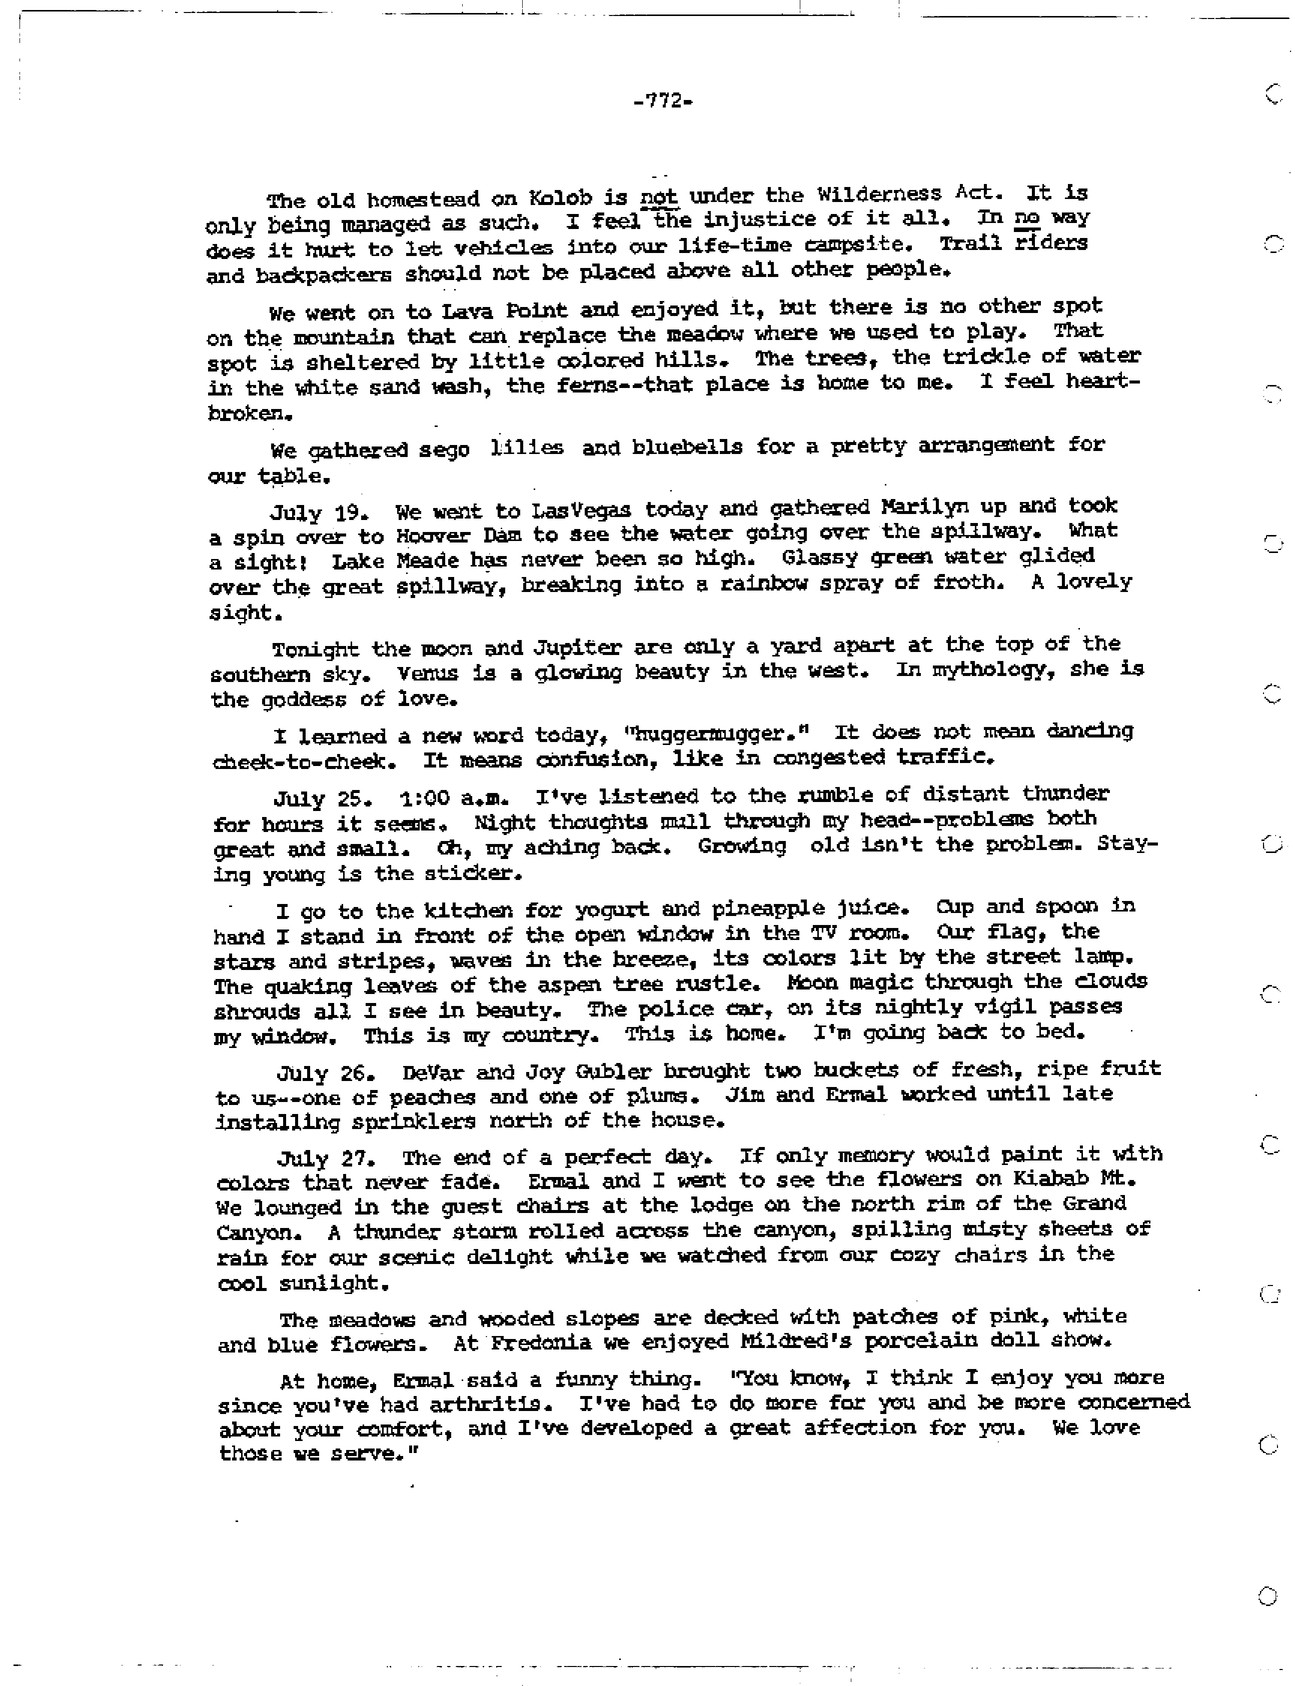 -772-
The old homestead on Kolob is not under the Wilderness Act. It is
only being managed as such. I feel the injustice of it all. In no way
does it hurt to let vehicles into our life-time campsite. Trail riders
and backpackers should not be placed above all other people.
We went on to Lava Point and enjoyed it, but there is no other spot
on the mountain that can replace the meadow where we used to play. That
spot is sheltered by little colored hills. The trees, the trickle of water
in the white sand wash, the ferns--that place is home to me. I feel heart-
broken.
We gathered sego lilies and bluebells for a pretty arrangement for
our table.
July 19. We went to LasVegas today and gathered Marilyn up and took
a spin over to Hoover Dam to see the water going over the spillway. What
a sight! Lake Meade has never been so high. Glassy green water glided
over the great spillway, breaking into a rainbow spray of froth. A lovely
sight.
Tonight the moon and Jupiter are only a yard apart at the top of the
southern sky. Venus is a glowing beauty in the west. In mythology, she is
the goddess of love.
I learned a new word today, "huggermugger." It does not mean dancing
cheek-to-cheek. It means confusion, like in congested traffic.
July 25. 1:00 a.m. I've listened to the rumble of distant thunder
for hours it seems. Night thoughts mull through my head--problems both
great and small. Oh, my aching back. Growing old isn't the problem. Stay-
ing young is the sticker.
I go to the kitchen for yogurt and pineapple juice. Cup and spoon in
hand I stand in front of the open window in the TV room. Our flag, the
stars and stripes, waves in the breeze, its colors lit by the street lamp.
The quaking leaves of the aspen tree rustle. Moon magic through the clouds
shrouds all I see in beauty. The police car, on its nightly vigil passes
my window. This is my country. This is home. I'm going back to bed.
July 26. DeVar and Joy Gubler brought two buckets of fresh, ripe fruit
to us--one of peaches and one of plums. Jim and Ermal worked until late
installing sprinklers north of the house.
July 27. The end of a perfect day. If only memory would paint it with
colors that never fade. Ermal and I went to see the flowers on Kiabab Mt.
We lounged in the guest chairs at the lodge on the north rim of the Grand
Canyon. A thunder storm rolled across the canyon, spilling misty sheets of
rain for our scenic delight while we watched from our cozy chairs in the
cool sunlight.
The meadows and wooded slopes are decked with patches of pink, white
and blue flowers. At Fredonia we enjoyed Mildred's porcelain doll show.
At home, Ermal said a funny thing. "You know, I think I enjoy you more
since you've had arthritis. I've had to do more for you and be more concerned
about your comfort, and I've developed a great affection for you. We love
those we serve."